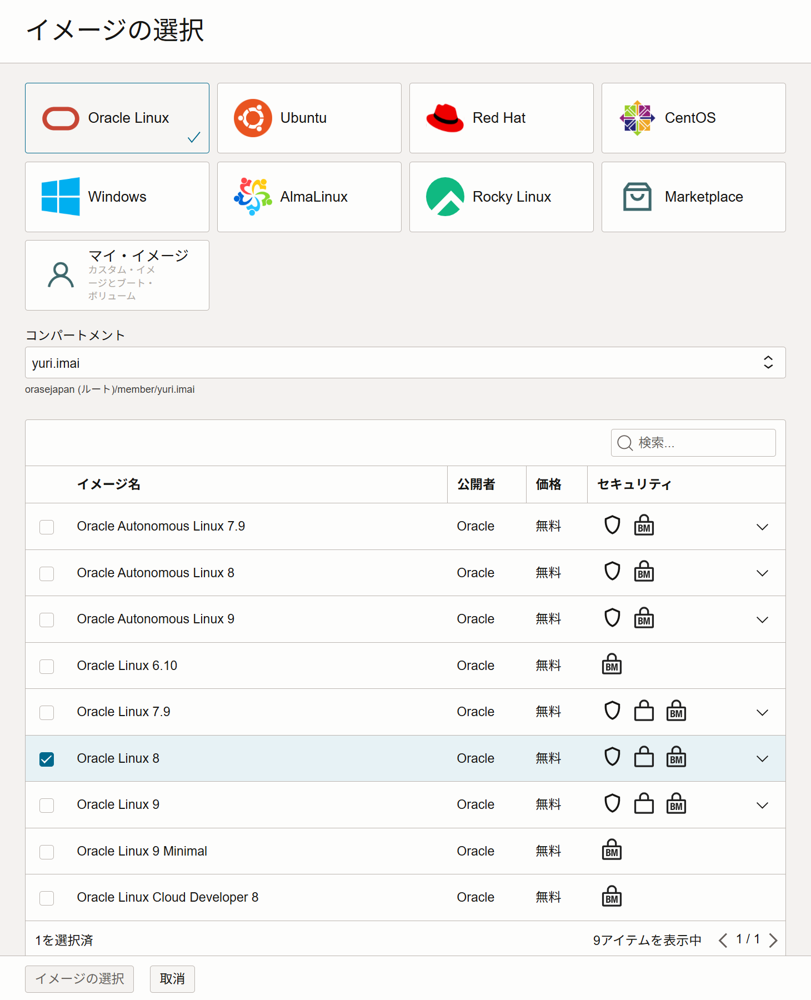 イメージの選択
Oracle Linux
Ubuntu
Red Hat
CentOS
Windows
AlmaLinux
Rocky Linux
Marketplace
マイ・イメージ
カスタム・イメ
ージとブート・
ボリューム
コンパートメント
yuri.imai
orasejapan (ルート)/member/yuri.imai
検索...
イメージ名 公開者 価格 セキュリティ
Oracle Autonomous Linux 7.9 Oracle 無料 BM
Oracle Autonomous Linux 8 Oracle 無料 BM
Oracle Autonomous Linux 9 Oracle 無料 BM
Oracle Linux 6.10 Oracle 無料 BM
Oracle Linux 7.9 Oracle 無料 BM
Oracle Linux 8 Oracle 無料 BM
Oracle Linux 9 Oracle 無料 BM
Oracle Linux 9 Minimal Oracle 無料 BM
Oracle Linux Cloud Developer 8 Oracle 無料 BM
1を選択済 9アイテムを表示中 1 / 1
イメージの選択 取消